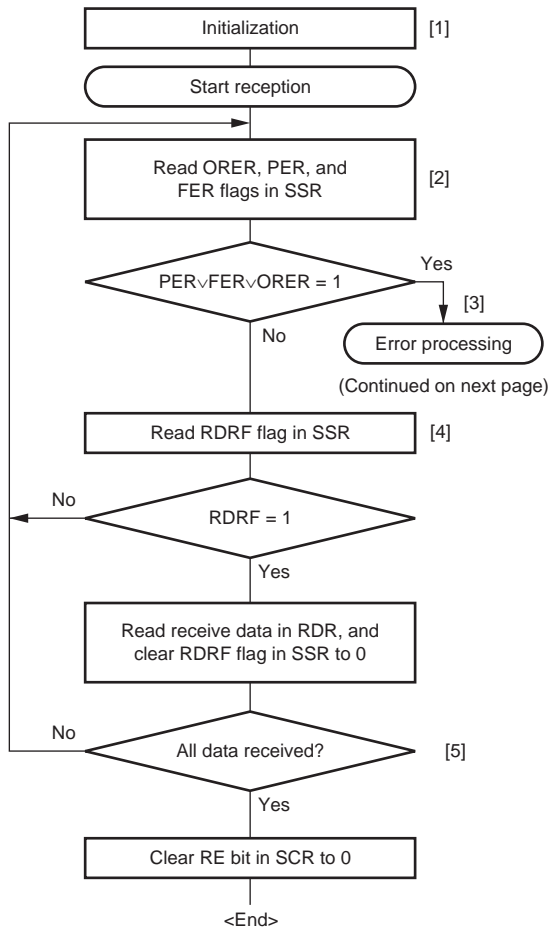 Initialization
[1]
Start reception
Read ORER, PER, and
FER flags in SSR
[2]
PER∨FER∨ORER = 1
Yes
[3]
No
Error processing
(Continued on next page)
Read RDRF flag in SSR
[4]
No
RDRF = 1
Yes
Read receive data in RDR, and
clear RDRF flag in SSR to 0
No
All data received?
[5]
Yes
Clear RE bit in SCR to 0
<End>